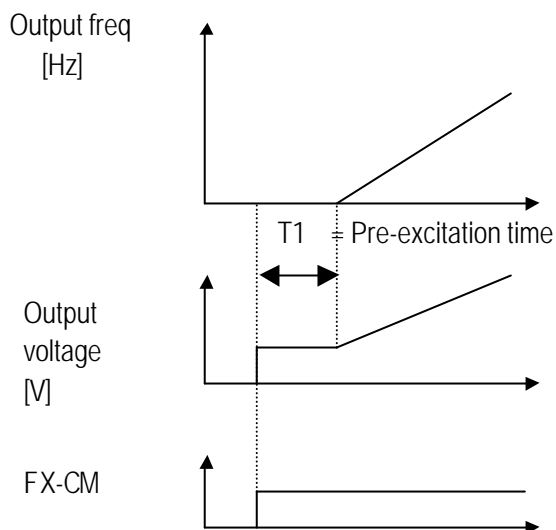 Output freq
[Hz]
T1 = Pre-excitation time
Output
voltage
[V]
FX-CM